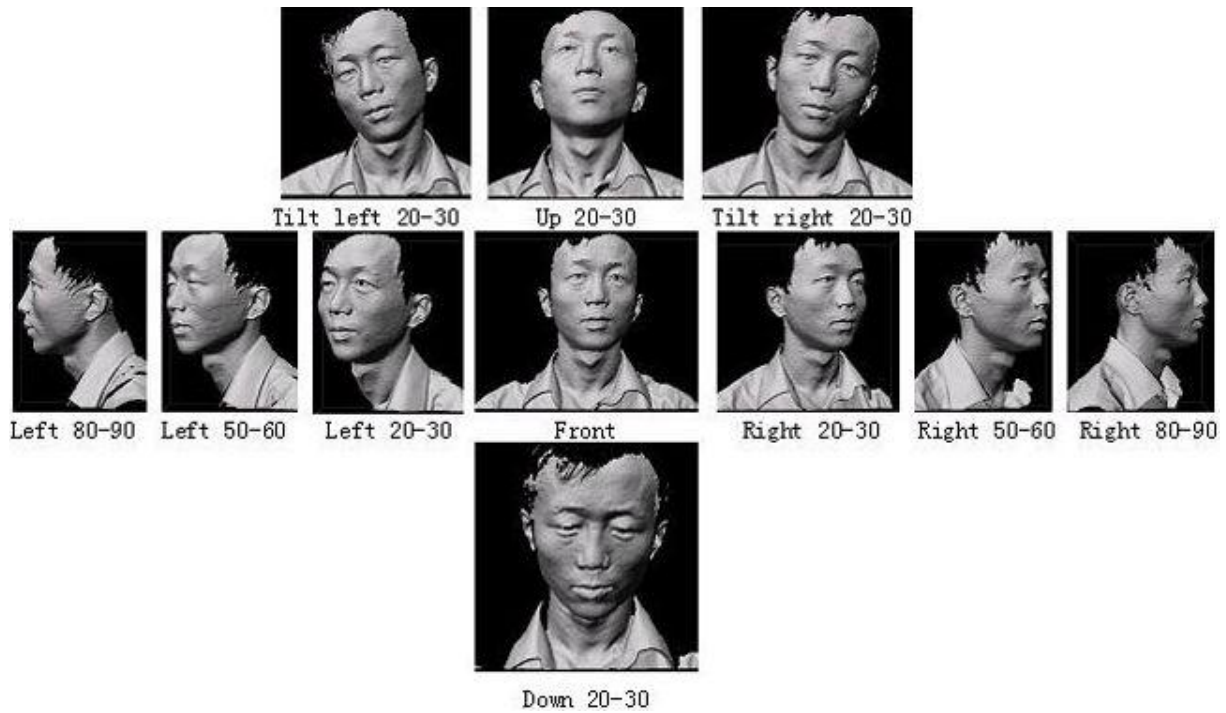 Tilt left 20-30
Up 20-30
Tilt right 20-30
Left 80-90
Left 50-60
Left 20-30
Front
Right 20-30
Right 50-60
Right 80-90
Down 20-30